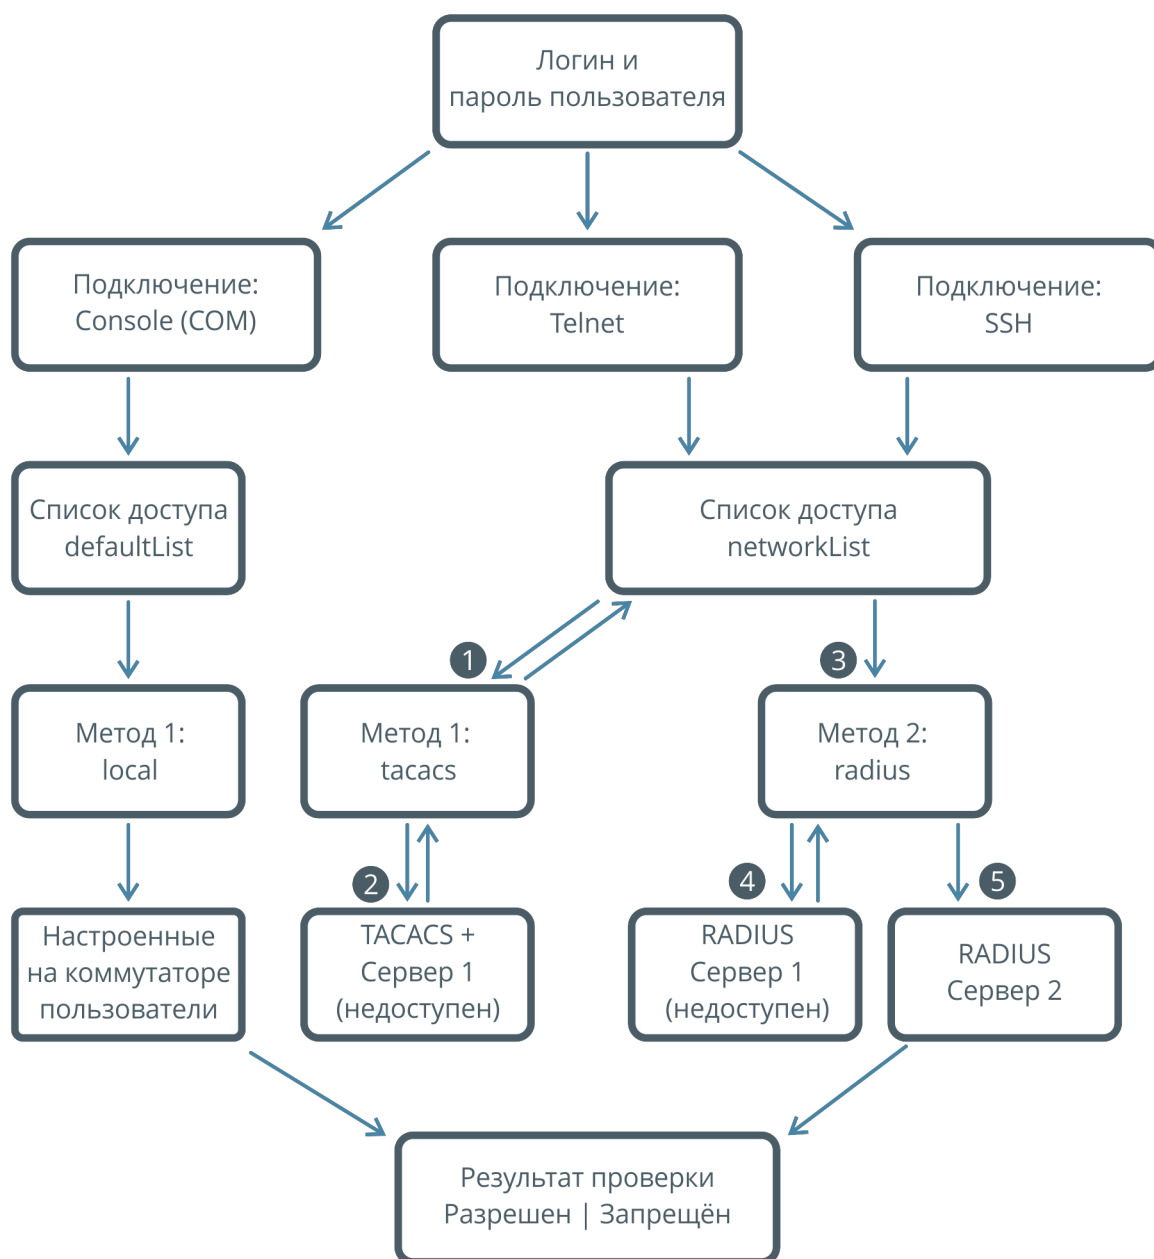 Логин и
пароль пользователя
Подключение:
Console (COM)
Подключение:
Telnet
Подключение:
SSH
Список доступа
defaultList
Список доступа
networkList
1
3
Метод 1:
local
Метод 1:
tacacs
Метод 2:
radius
2
4
5
Настроенные
на коммутаторе
пользователи
TACACS +
Сервер 1
(недоступен)
RADIUS
Сервер 1
(недоступен)
RADIUS
Сервер 2
Результат проверки
Разрешен | Запрещён